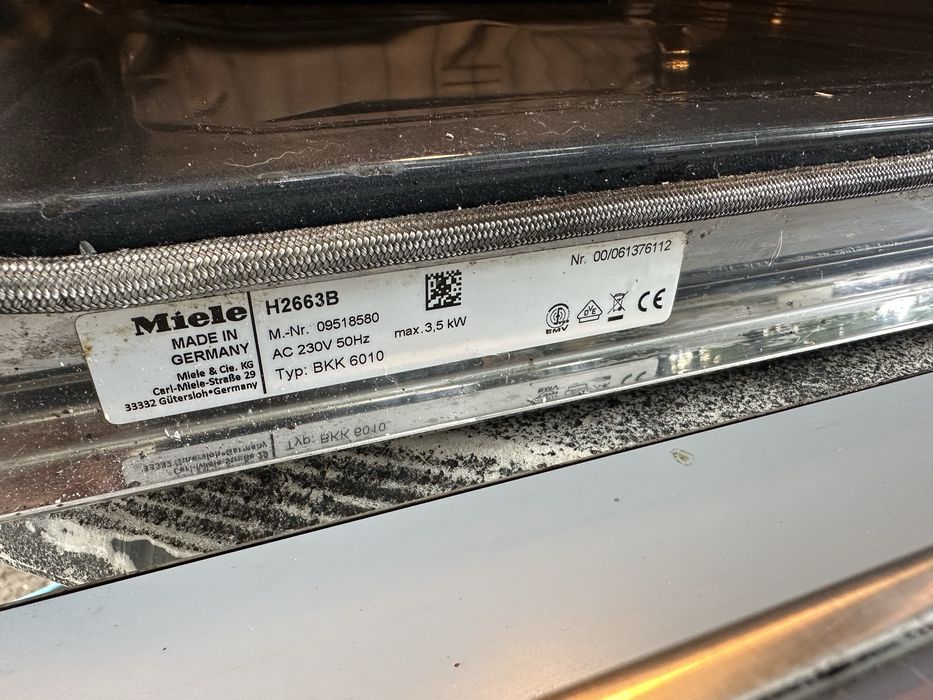 Miele
MADE IN
GERMANY
Miele & Cie. KG
Carl-Miele-Straße 29
33332 Gütersloh•Germany
H2663B
M.-Nr. 09518580
AC 230V 50Hz
Typ: BKK 6010
max. 3,5 kW
Nr. 00/061376112
EMV
DVE
CE